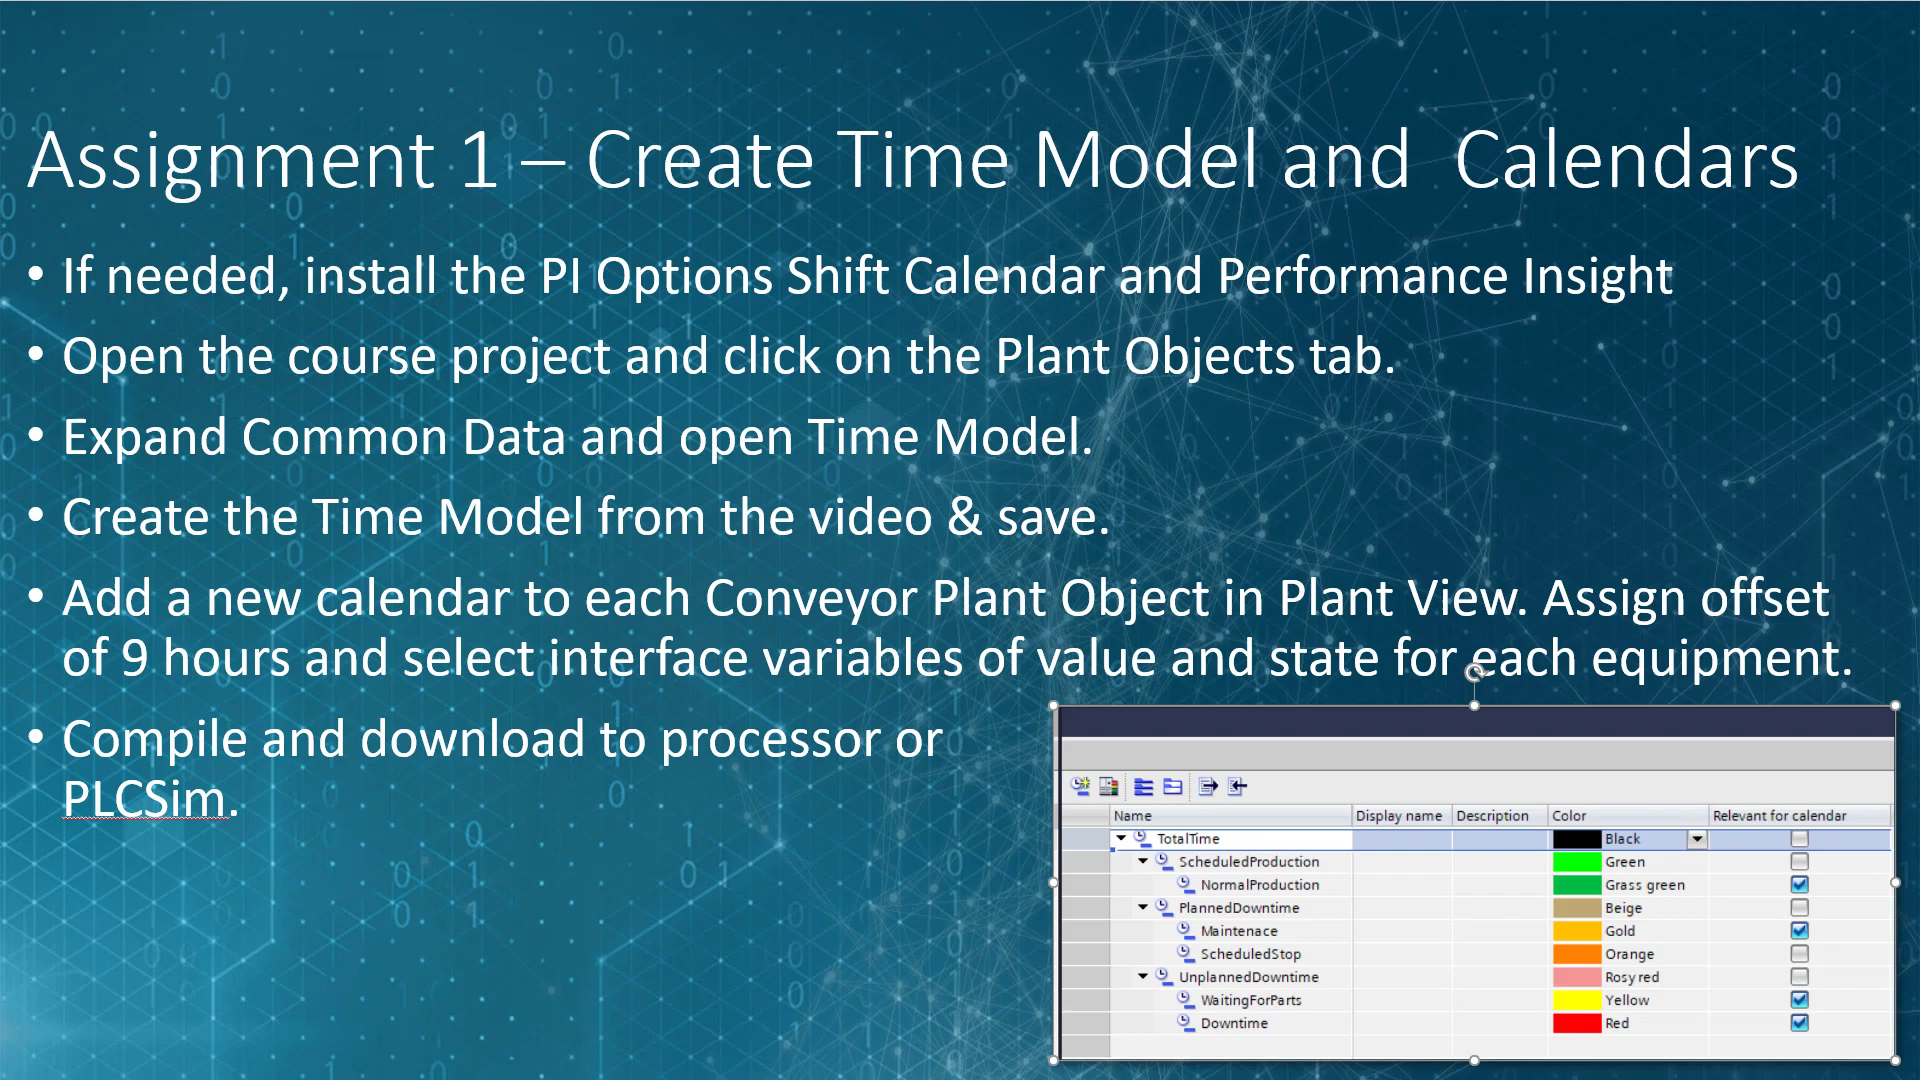 Assignment 1 – Create Time Model and Calendars
• If needed, install the PI Options Shift Calendar and Performance Insight
• Open the course project and click on the Plant Objects tab.
• Expand Common Data and open Time Model.
• Create the Time Model from the video & save.
• Add a new calendar to each Conveyor Plant Object in Plant View. Assign offset
of 9 hours and select interface variables of value and state for each equipment.
• Compile and download to processor or
PLCSim.
Name Display name Description Color Relevant for calendar
TotalTime Black
ScheduledProduction Green
NormalProduction Grass green
PlannedDowntime Beige
Maintenace Gold
ScheduledStop Orange
UnplannedDowntime Rosy red
WaitingForParts Yellow
Downtime Red